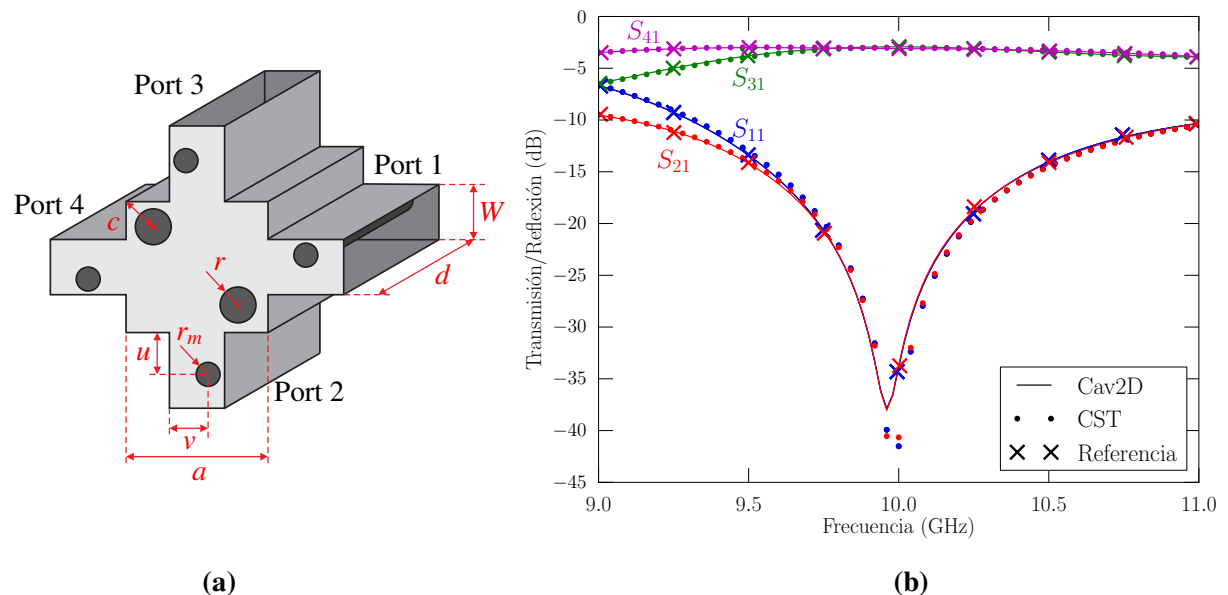 Port 3
Port 1
Port 4
W
c
r
d
r_m
u
Port 2
v
a
(a)
0
−5
−10
−15
−20
−25
−30
−35
−40
−45
Transmisión/Reflexión (dB)
S_41
S_31
S_11
S_21
Cav2D
CST
Referencia
9.0 9.5 10.0 10.5 11.0
Frecuencia (GHz)
(b)